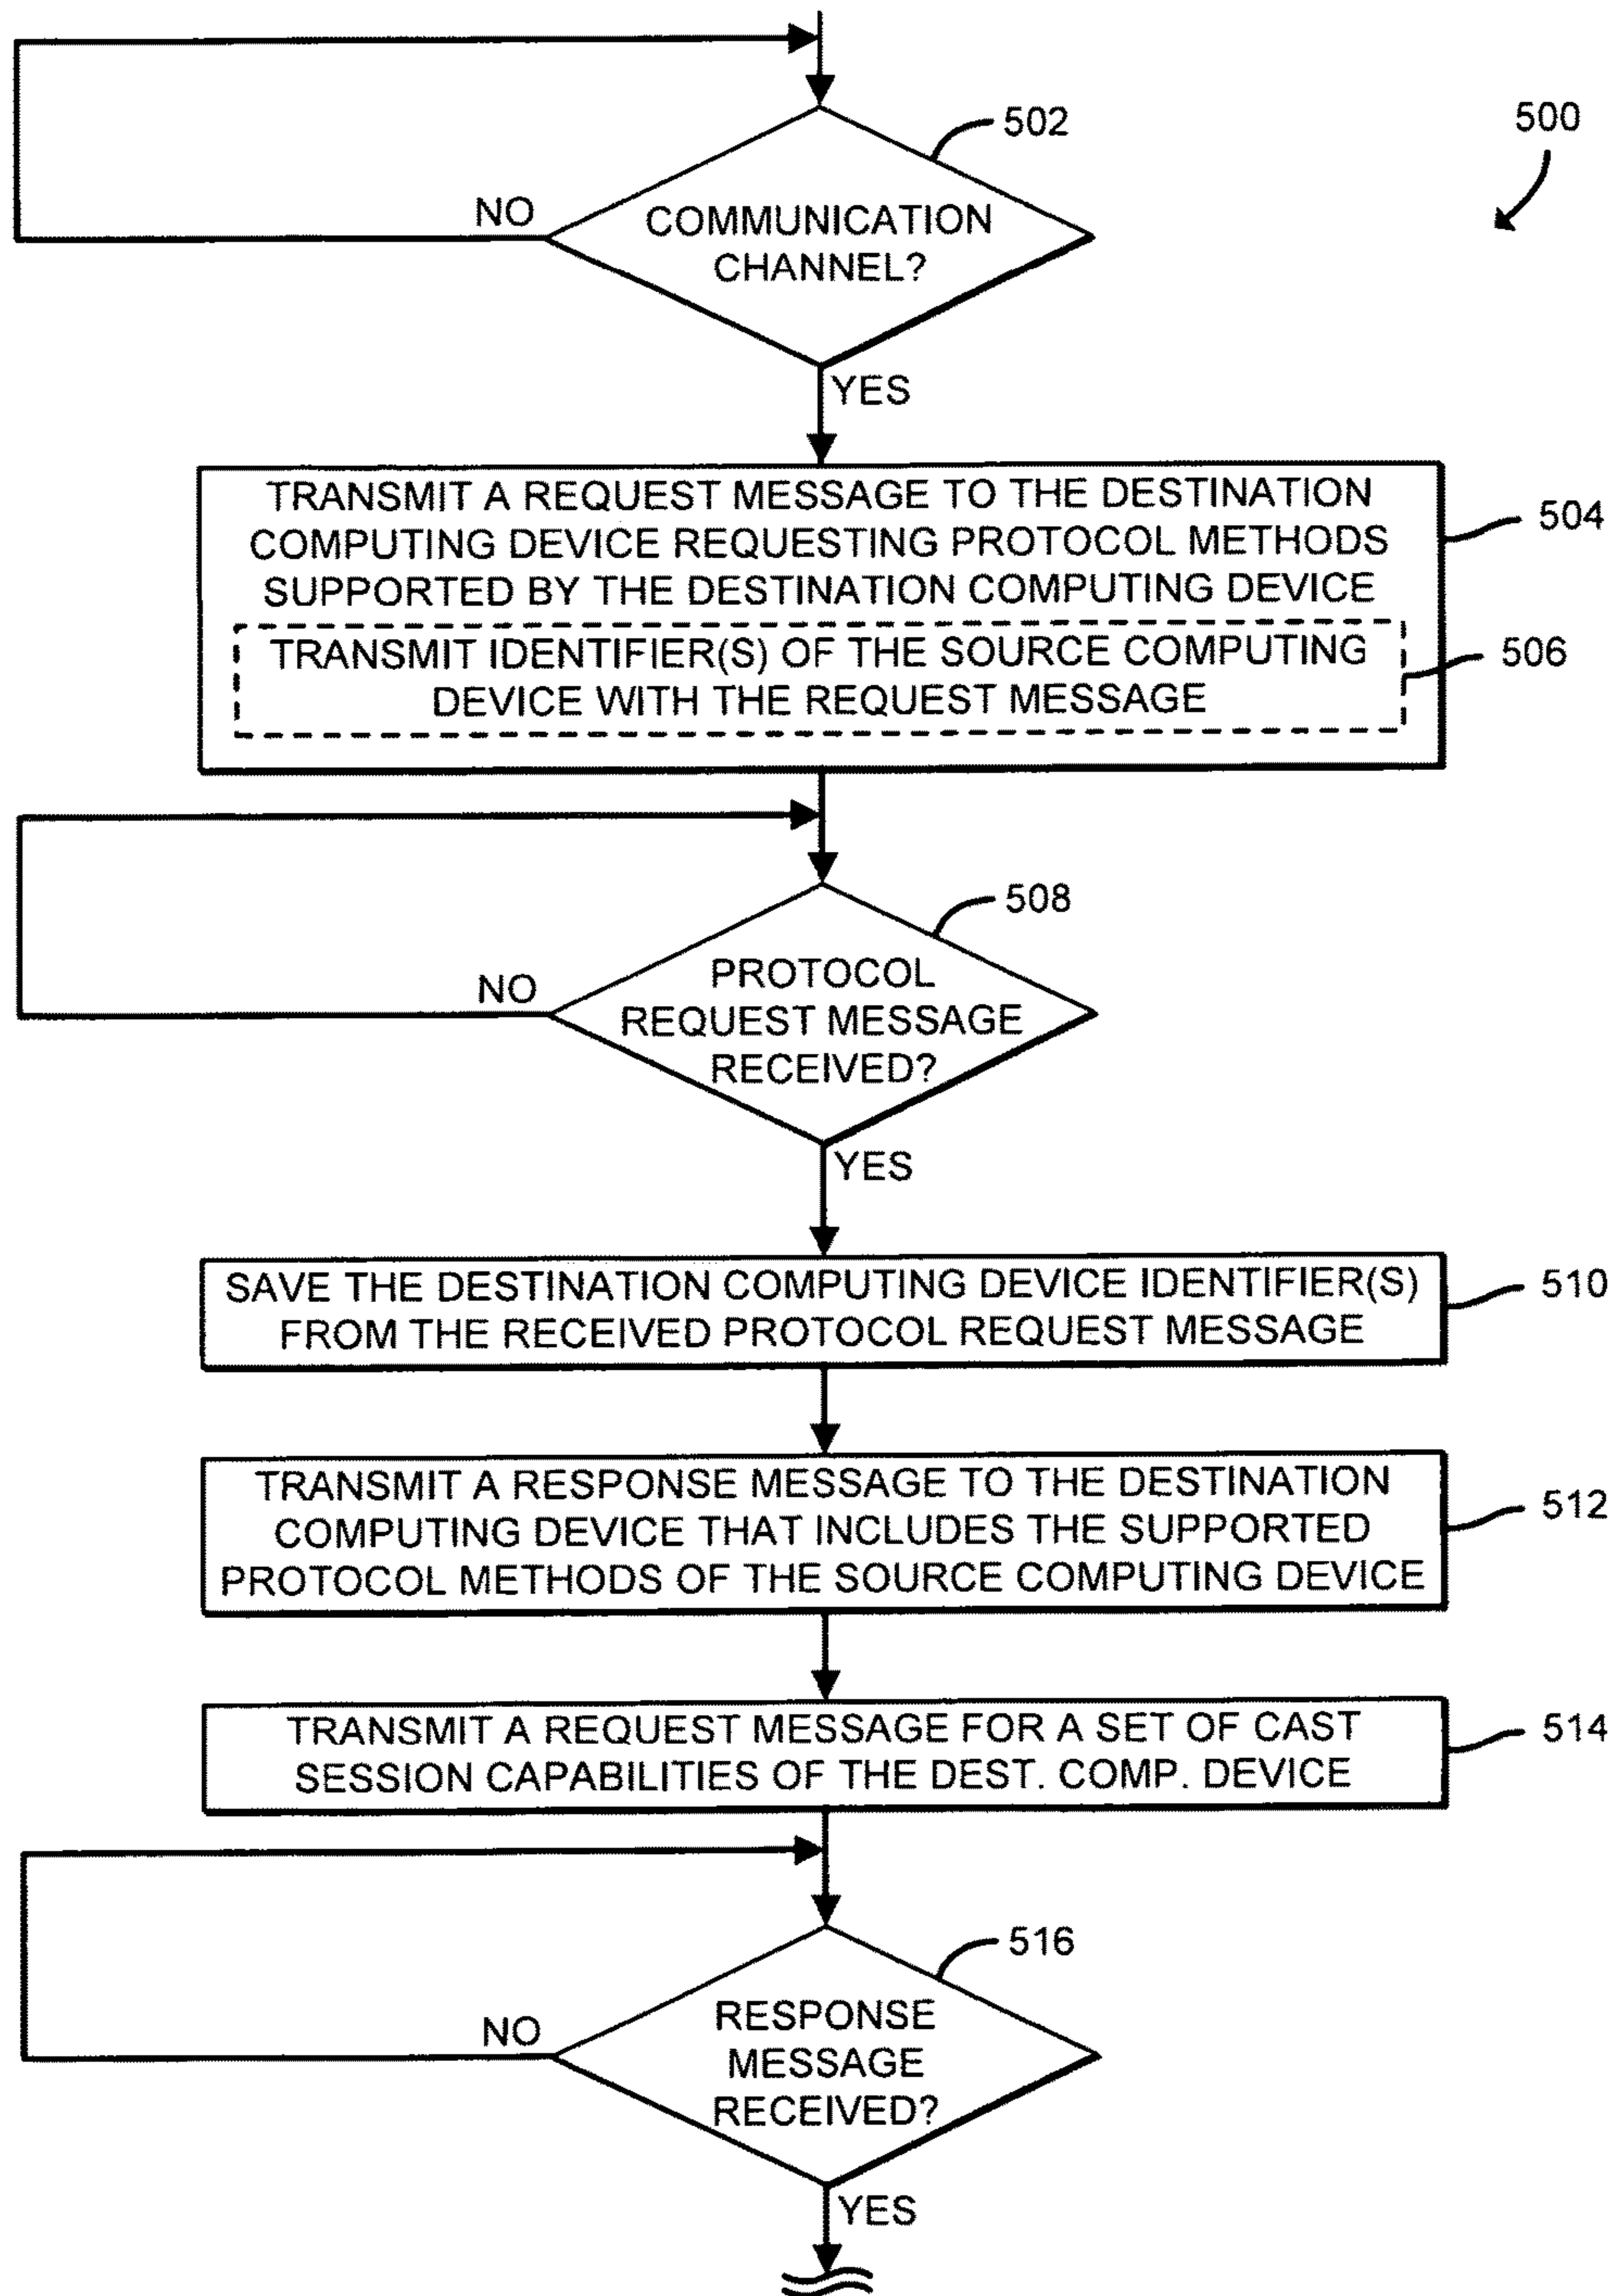 500
502
COMMUNICATION
CHANNEL?
NO
YES
TRANSMIT A REQUEST MESSAGE TO THE DESTINATION
COMPUTING DEVICE REQUESTING PROTOCOL METHODS
SUPPORTED BY THE DESTINATION COMPUTING DEVICE
504
TRANSMIT IDENTIFIER(S) OF THE SOURCE COMPUTING
DEVICE WITH THE REQUEST MESSAGE
506
508
PROTOCOL
REQUEST MESSAGE
RECEIVED?
NO
YES
SAVE THE DESTINATION COMPUTING DEVICE IDENTIFIER(S)
FROM THE RECEIVED PROTOCOL REQUEST MESSAGE
510
TRANSMIT A RESPONSE MESSAGE TO THE DESTINATION
COMPUTING DEVICE THAT INCLUDES THE SUPPORTED
PROTOCOL METHODS OF THE SOURCE COMPUTING DEVICE
512
TRANSMIT A REQUEST MESSAGE FOR A SET OF CAST
SESSION CAPABILITIES OF THE DEST. COMP. DEVICE
514
516
RESPONSE
MESSAGE
RECEIVED?
NO
YES